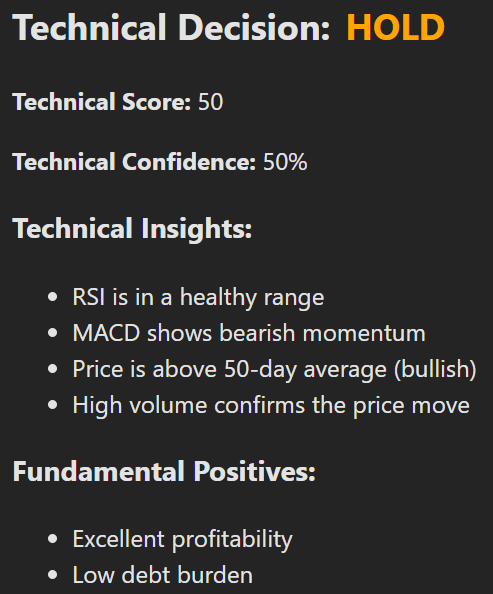 Technical Decision: HOLD
Technical Score: 50
Technical Confidence: 50%
Technical Insights:
• RSI is in a healthy range
• MACD shows bearish momentum
• Price is above 50-day average (bullish)
• High volume confirms the price move
Fundamental Positives:
• Excellent profitability
• Low debt burden